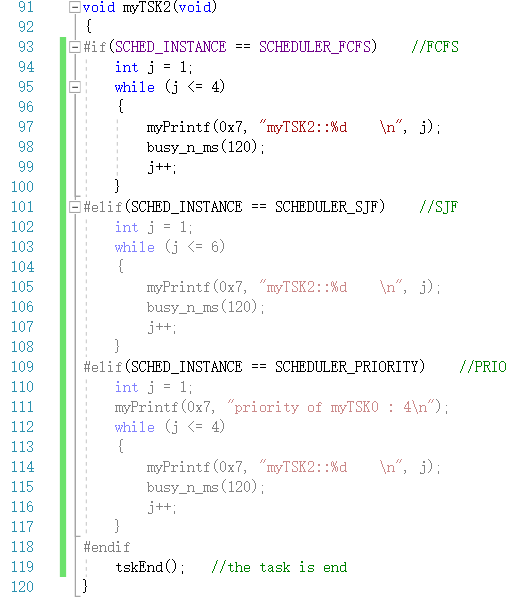 91 void myTSK2(void)
92 {
93 #if(SCHED_INSTANCE == SCHEDULER_FCFS)    //FCFS
94     int j = 1;
95     while (j <= 4)
96     {
97         myPrintf(0x7, "myTSK2::%d    \n", j);
98         busy_n_ms(120);
99         j++;
100     }
101 #elif(SCHED_INSTANCE == SCHEDULER_SJF)    //SJF
102     int j = 1;
103     while (j <= 6)
104     {
105         myPrintf(0x7, "myTSK2::%d    \n", j);
106         busy_n_ms(120);
107         j++;
108     }
109 #elif(SCHED_INSTANCE == SCHEDULER_PRIORITY)    //PRIO
110     int j = 1;
111     myPrintf(0x7, "priority of myTSK0 : 4\n");
112     while (j <= 4)
113     {
114         myPrintf(0x7, "myTSK2::%d    \n", j);
115         busy_n_ms(120);
116         j++;
117     }
118 #endif
119     tskEnd();   //the task is end
120 }